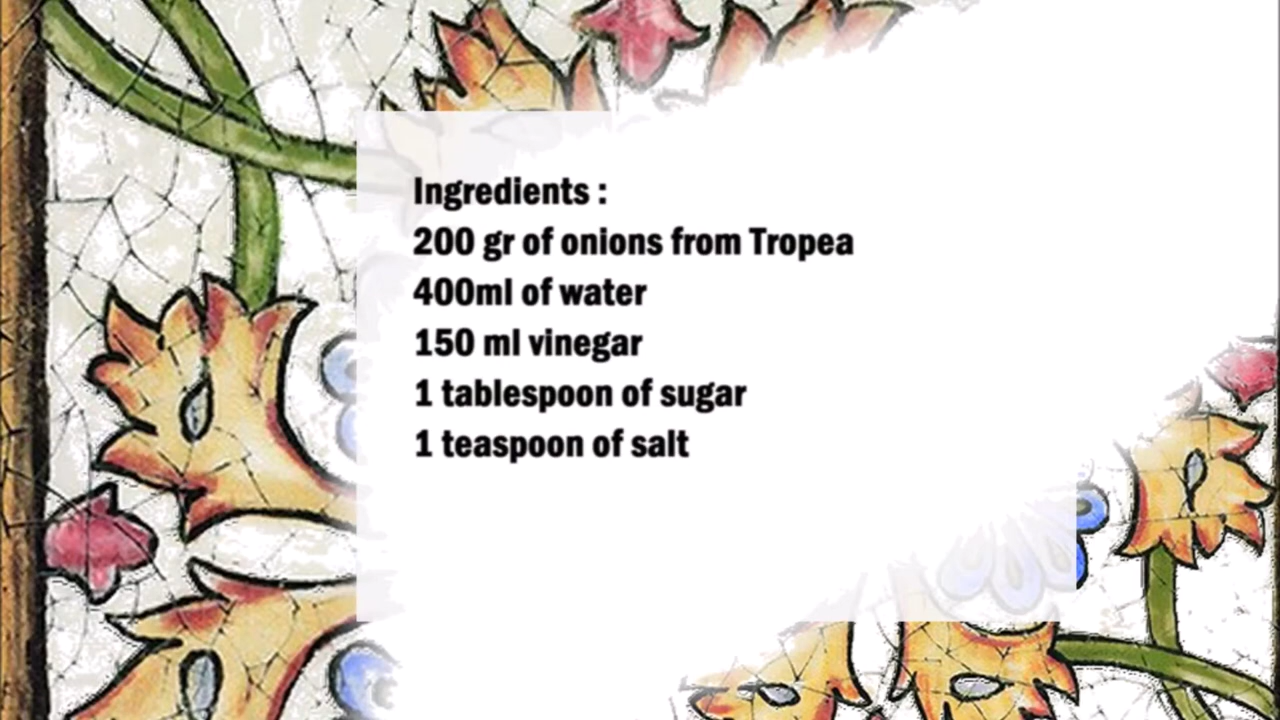 Ingredients :
200 gr of onions from Tropea
400ml of water
150 ml vinegar
1 tablespoon of sugar
1 teaspoon of salt